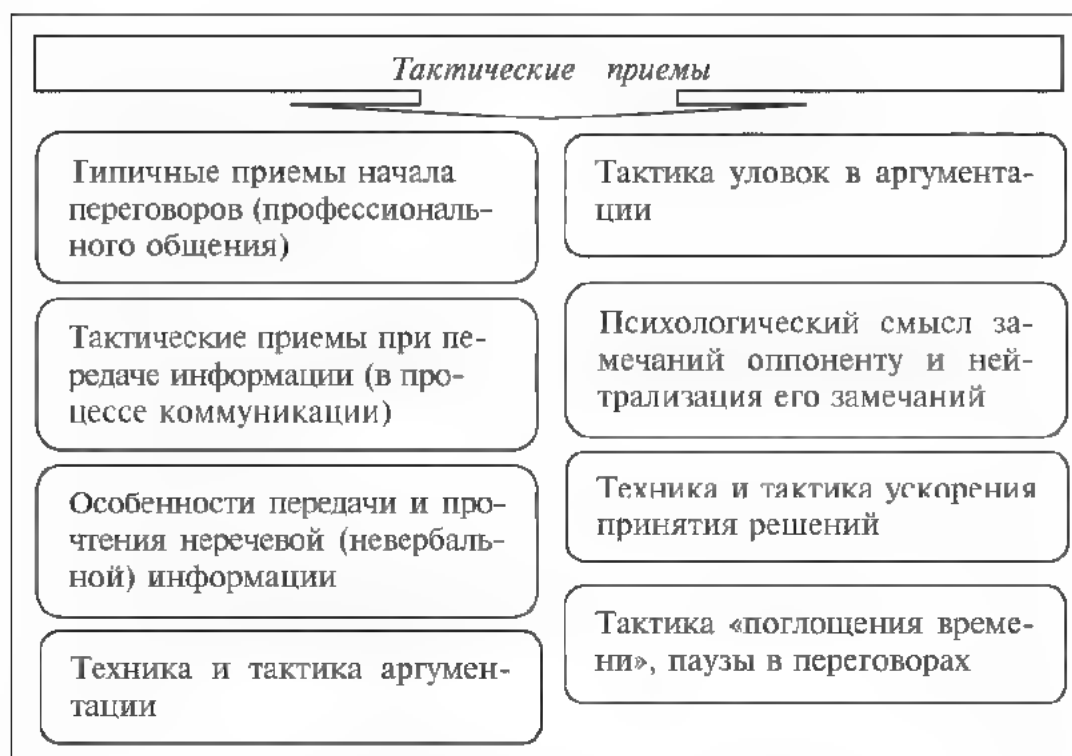 Тактические приемы
Типичные приемы начала
переговоров (профессиональ-
ного общения)
Тактические приемы при пе-
редаче информации (в про-
цессе коммуникации)
Особенности передачи и про-
чтения неречевой (невербаль-
ной) информации
Техника и тактика аргумен-
тации
Тактика уловок в аргумента-
ции
Психологический смысл за-
мечаний оппоненту и ней-
трализация его замечаний
Техника и тактика ускорения
принятия решений
Тактика «поглощения време-
ни», паузы в переговорах